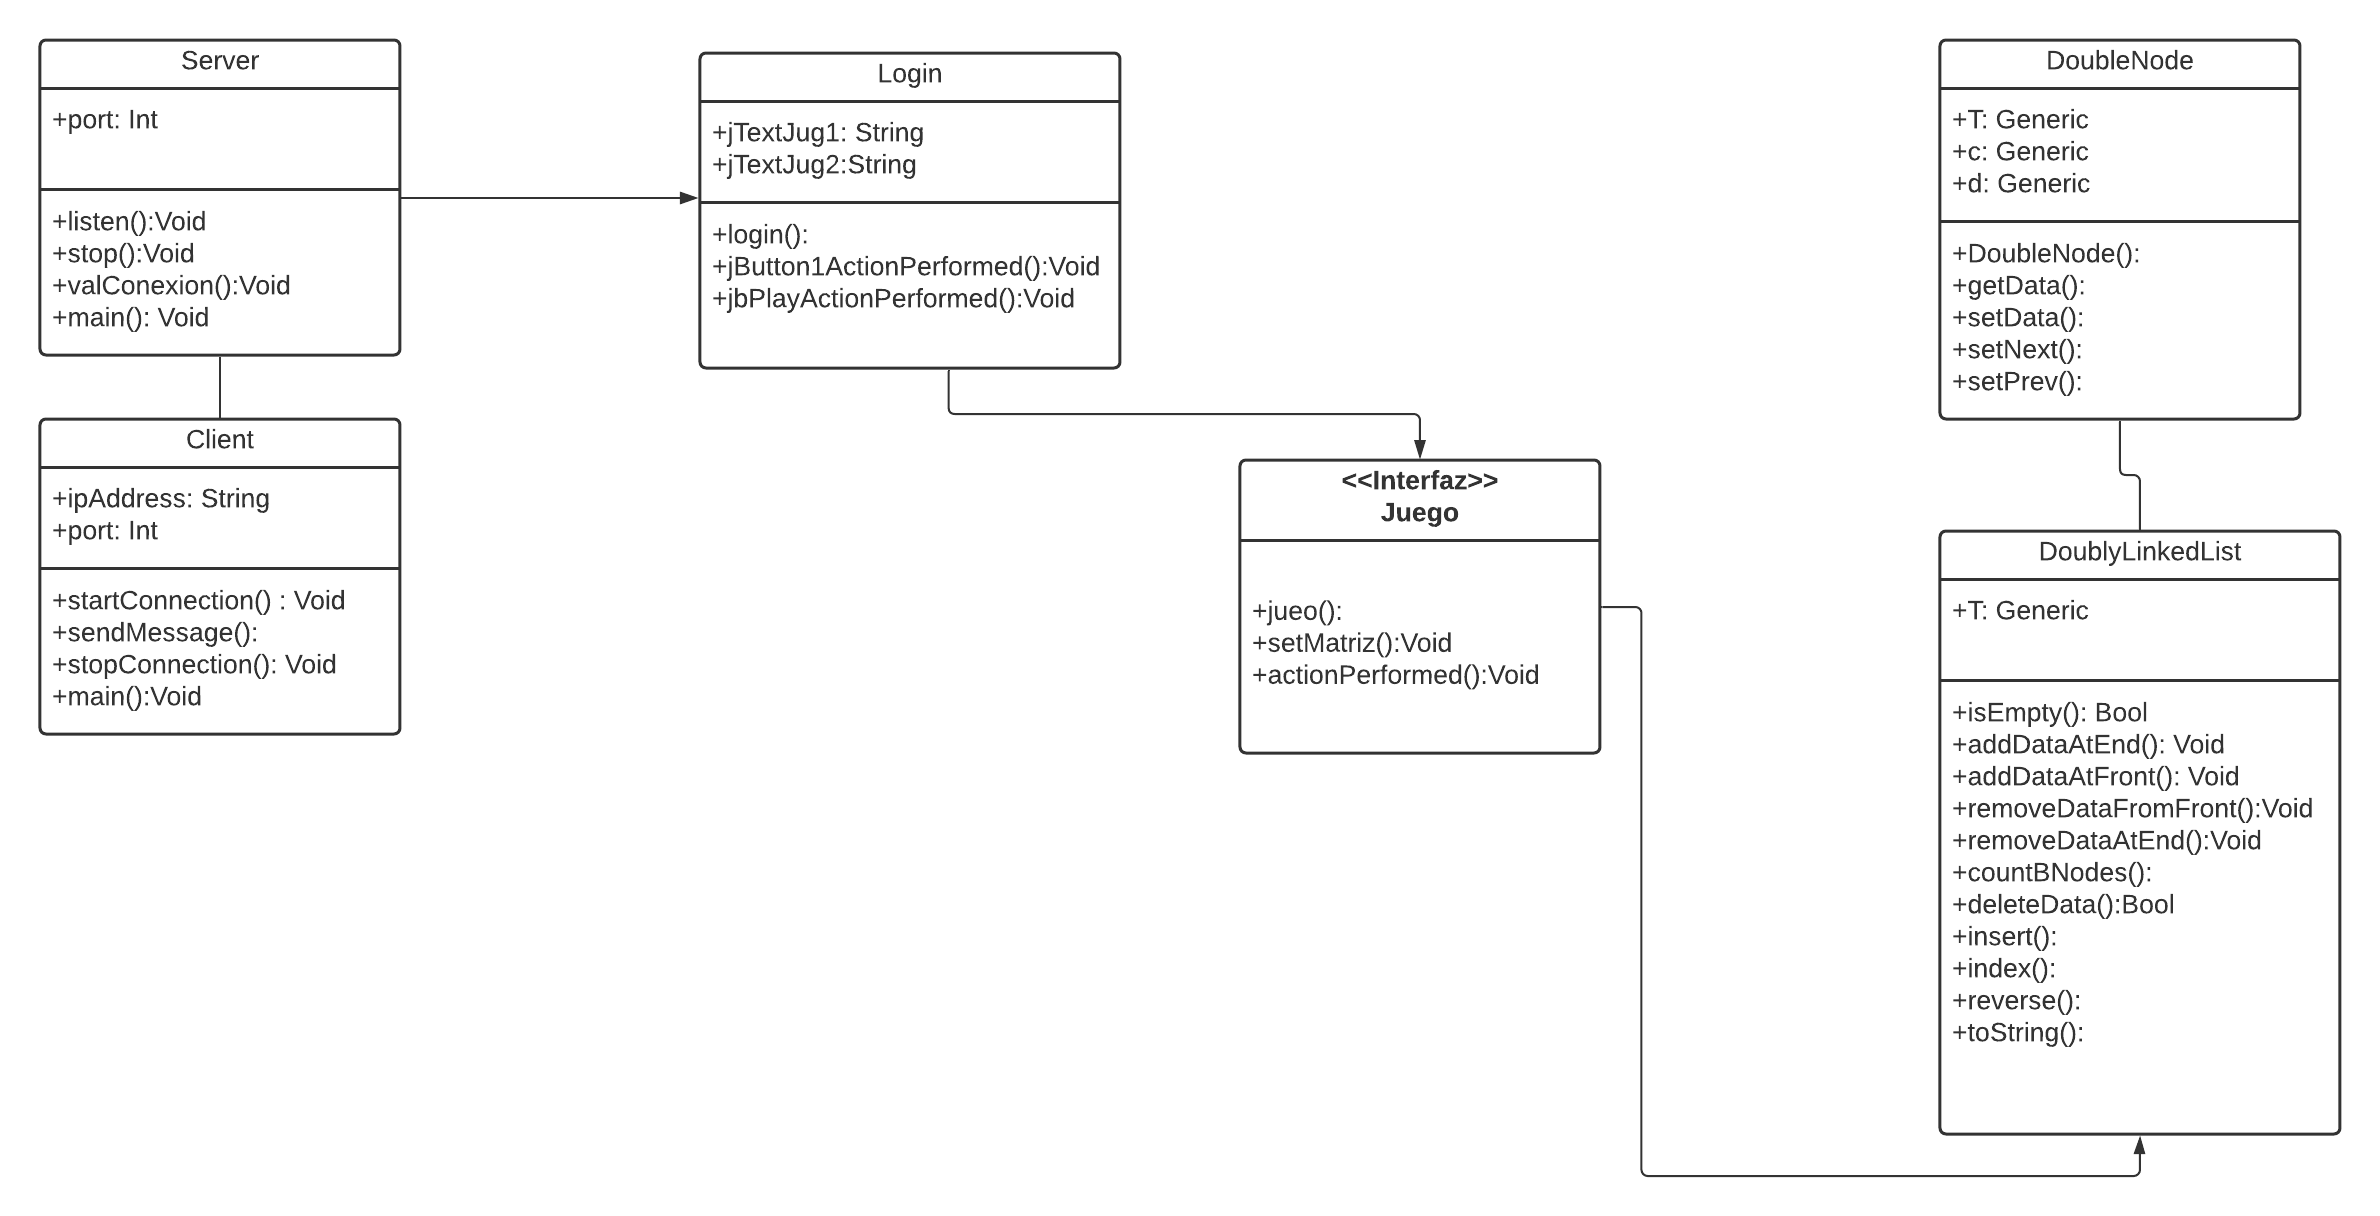 Server
+port: Int
+listen():Void
+stop():Void
+valConexion():Void
+main(): Void
Client
+ipAddress: String
+port: Int
+startConnection() : Void
+sendMessage():
+stopConnection(): Void
+main():Void
Login
+jTextJug1: String
+jTextJug2:String
+login():
+jButton1ActionPerformed():Void
+jbPlayActionPerformed():Void
<<Interfaz>>
Juego
+jueo():
+setMatriz():Void
+actionPerformed():Void
DoubleNode
+T: Generic
+c: Generic
+d: Generic
+DoubleNode():
+getData():
+setData():
+setNext():
+setPrev():
DoublyLinkedList
+T: Generic
+isEmpty(): Bool
+addDataAtEnd(): Void
+addDataAtFront(): Void
+removeDataFromFront():Void
+removeDataAtEnd():Void
+countBNodes():
+deleteData():Bool
+insert():
+index():
+reverse():
+toString():